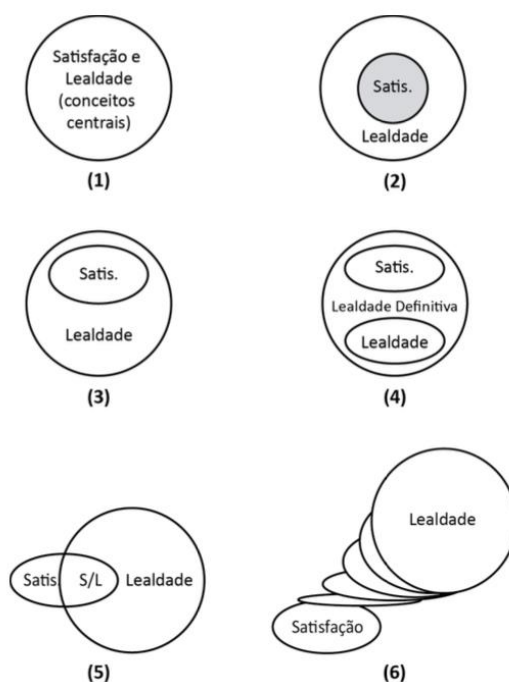 Satisfação e
Lealdade
(conceitos
centrais)
(1)
Satis.
Lealdade
(2)
Satis.
Lealdade
(3)
Satis.
Lealdade Definitiva
Lealdade
(4)
Satis. S/L Lealdade
(5)
Lealdade
Satisfação
(6)